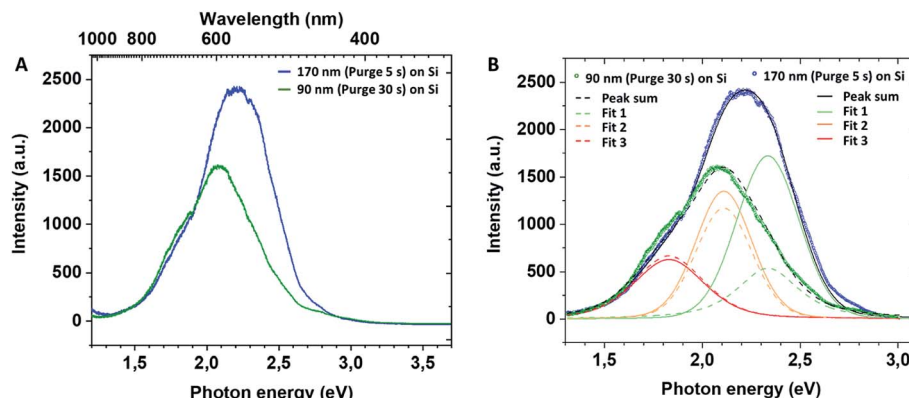 Wavelength (nm)
1000 800 600 400
A
170 nm (Purge 5 s) on Si
90 nm (Purge 30 s) on Si
2500
2000
1500
1000
500
0
Intensity (a.u.)
1,5 2,0 2,5 3,0 3,5
Photon energy (eV)
B
90 nm (Purge 30 s) on Si 170 nm (Purge 5 s) on Si
Peak sum Peak sum
Fit 1 Fit 1
Fit 2 Fit 2
Fit 3 Fit 3
2500
2000
1500
1000
500
0
Intensity (a.u.)
1,5 2,0 2,5 3,0
Photon energy (eV)